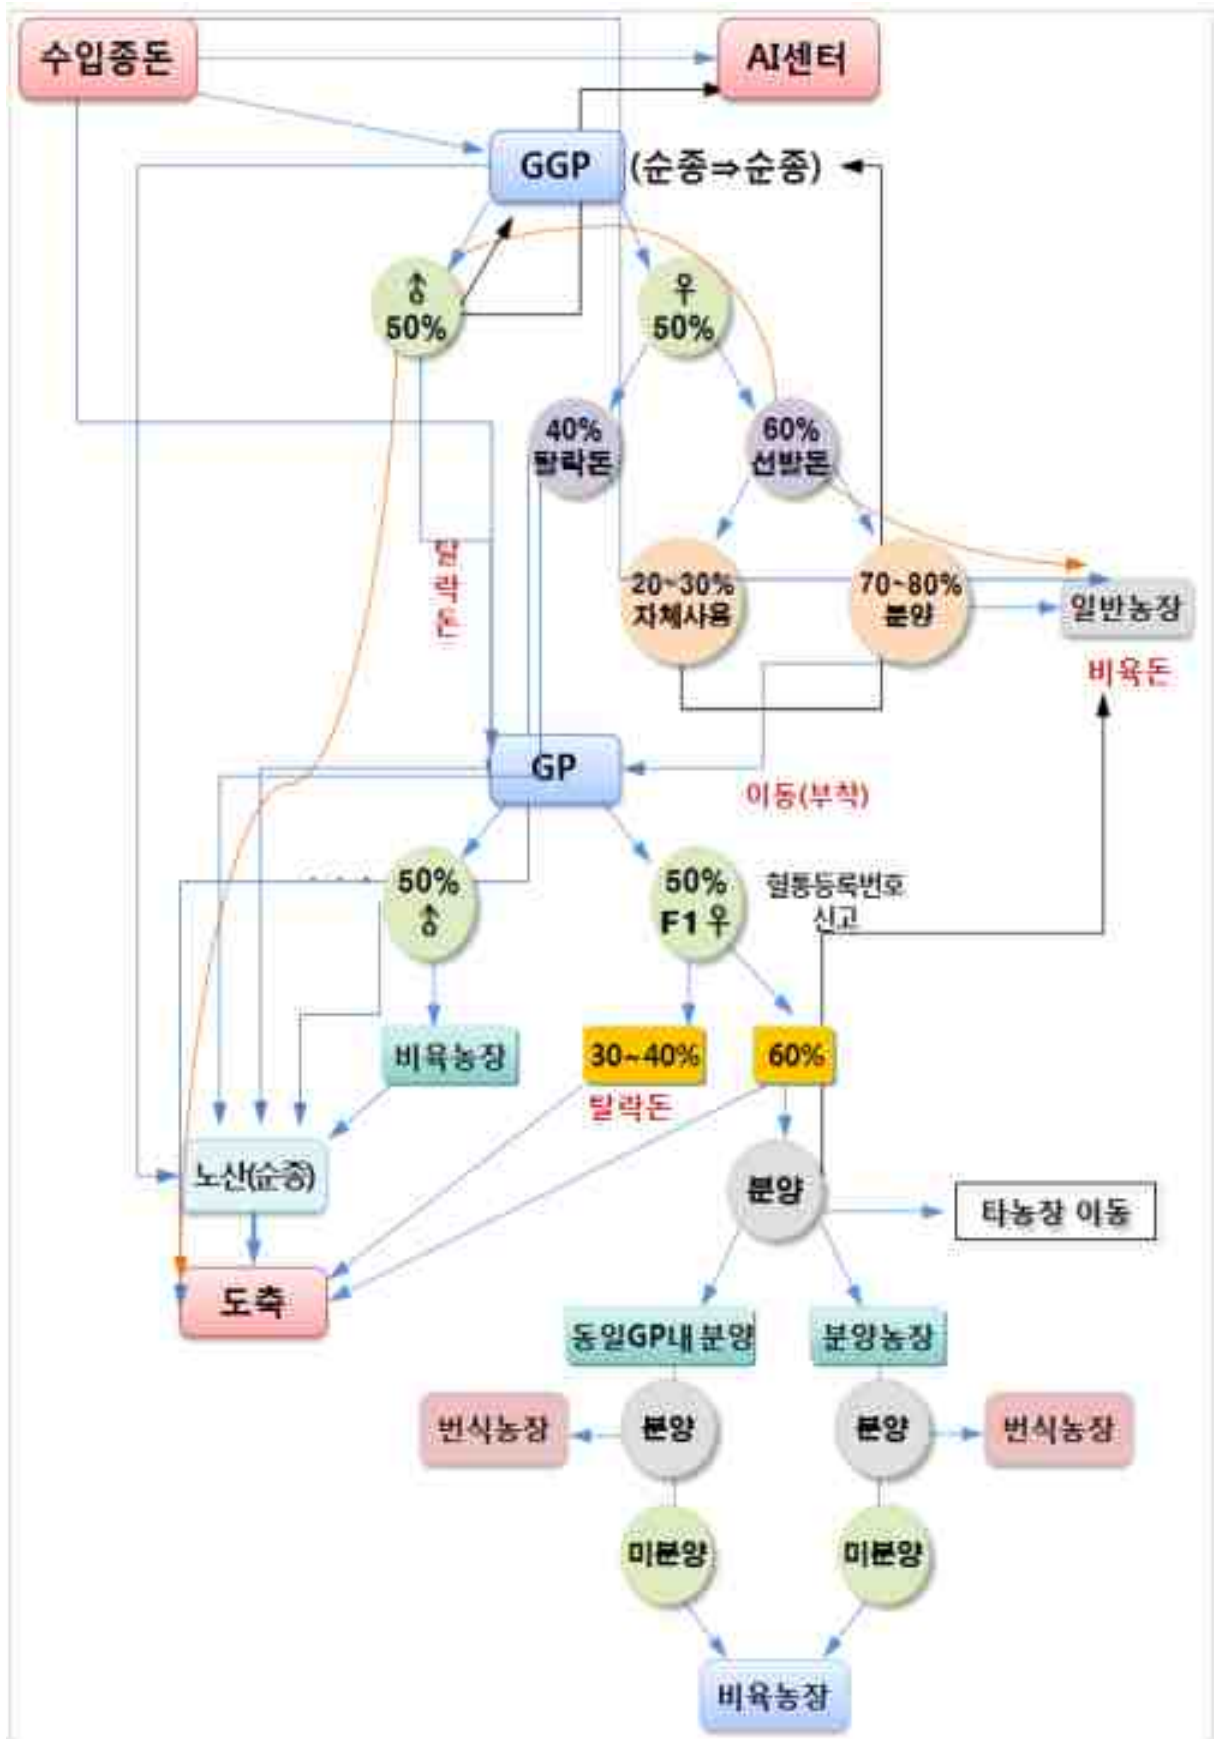 수입종돈
AI센터
GGP
(순종⇒순종)
♂
50%
우
50%
40%
탈락돈
60%
선발돈
탈
락
돈
20~30%
자체사용
70~80%
분양
일반농장
비육돈
GP
이동(부착)
50%
♂
50%
F1 우
혈통등록번호
신고
비육농장
30~40%
60%
탈락돈
노산(순종)
분양
타농장 이동
도축
동일GP내 분양
분양농장
번식농장
분양
분양
번식농장
미분양
미분양
비육농장